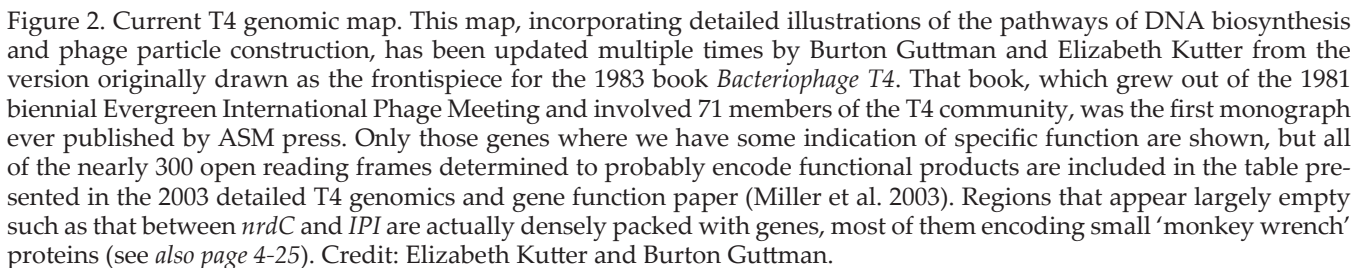 Figure 2. Current T4 genomic map. This map, incorporating detailed illustrations of the pathways of DNA biosynthesis
and phage particle construction, has been updated multiple times by Burton Guttman and Elizabeth Kutter from the
version originally drawn as the frontispiece for the 1983 book Bacteriophage T4. That book, which grew out of the 1981
biennial Evergreen International Phage Meeting and involved 71 members of the T4 community, was the first monograph
ever published by ASM press. Only those genes where we have some indication of specific function are shown, but all
of the nearly 300 open reading frames determined to probably encode functional products are included in the table pre-
sented in the 2003 detailed T4 genomics and gene function paper (Miller et al. 2003). Regions that appear largely empty
such as that between nrdC and IPI are actually densely packed with genes, most of them encoding small ‘monkey wrench’
proteins (see also page 4-25). Credit: Elizabeth Kutter and Burton Guttman.